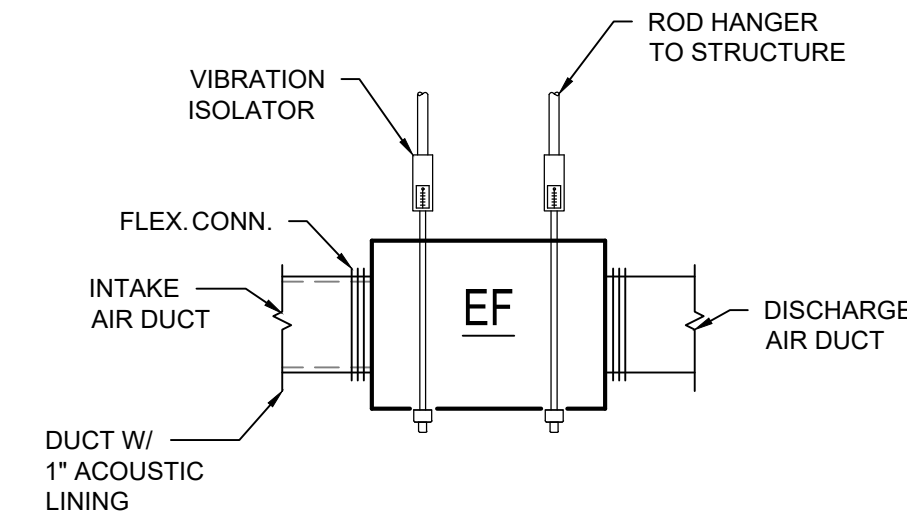 ROD HANGER
TO STRUCTURE
VIBRATION
ISOLATOR
FLEX. CONN.
INTAKE
AIR DUCT
EF
DISCHARGE
AIR DUCT
DUCT W/
1" ACOUSTIC
LINING